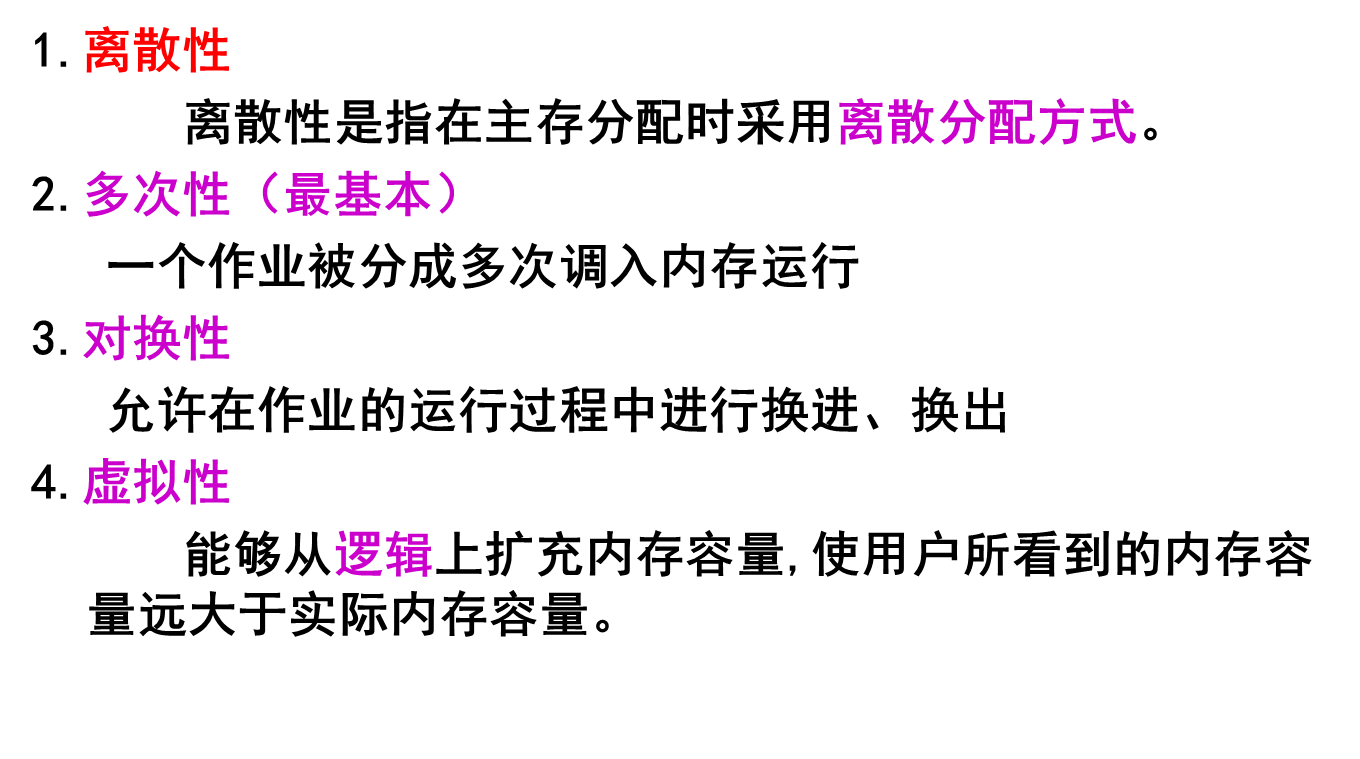 1.离散性
离散性是指在主存分配时采用离散分配方式。
2.多次性（最基本）
一个作业被分成多次调入内存运行
3.对换性
允许在作业的运行过程中进行换进、换出
4.虚拟性
能够从逻辑上扩充内存容量,使用户所看到的内存容
量远大于实际内存容量。